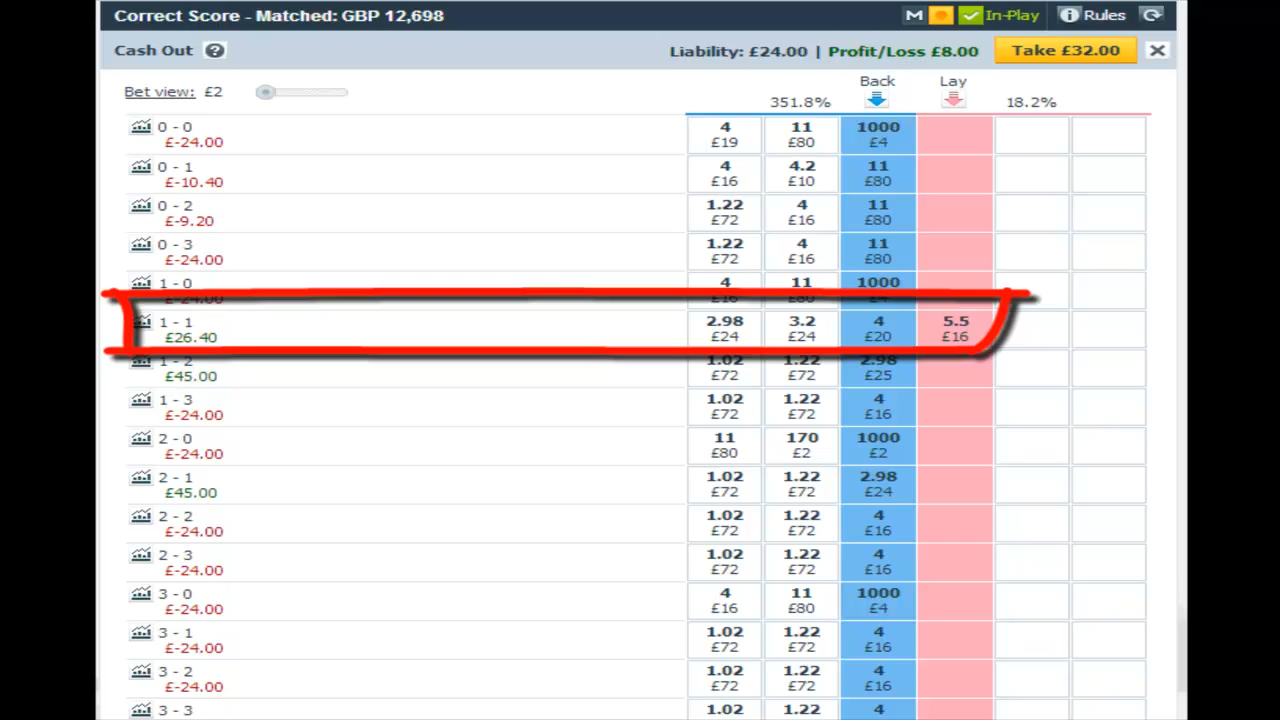 Correct Score - Matched: GBP 12,698 M In-Play Rules
Cash Out ? Liability: £24.00 | Profit/Loss £8.00 Take £32.00
Bet view: £2 351.8% Back Lay 18.2%
0 - 0 4 11 1000
£-24.00 £19 £80 £4
0 - 1 4 4.2 11
£-10.40 £16 £10 £80
0 - 2 1.22 4 11
£-9.20 £72 £16 £80
0 - 3 1.22 4 11
£-24.00 £72 £16 £80
1 - 0 4 11 1000
£-24.00 £16 £80 £4
1 - 1 2.98 3.2 4 5.5
£26.40 £24 £24 £20 £16
1 - 2 1.02 1.22 2.98
£45.00 £72 £72 £25
1 - 3 1.02 1.22 4
£-24.00 £72 £72 £16
2 - 0 11 170 1000
£-24.00 £80 £2 £2
2 - 1 1.02 1.22 2.98
£45.00 £72 £72 £24
2 - 2 1.02 1.22 4
£-24.00 £72 £72 £16
2 - 3 1.02 1.22 4
£-24.00 £72 £72 £16
3 - 0 4 11 1000
£-24.00 £16 £80 £4
3 - 1 1.02 1.22 4
£-24.00 £72 £72 £16
3 - 2 1.02 1.22 4
£-24.00 £72 £72 £16
3 - 3 1.02 1.22 4